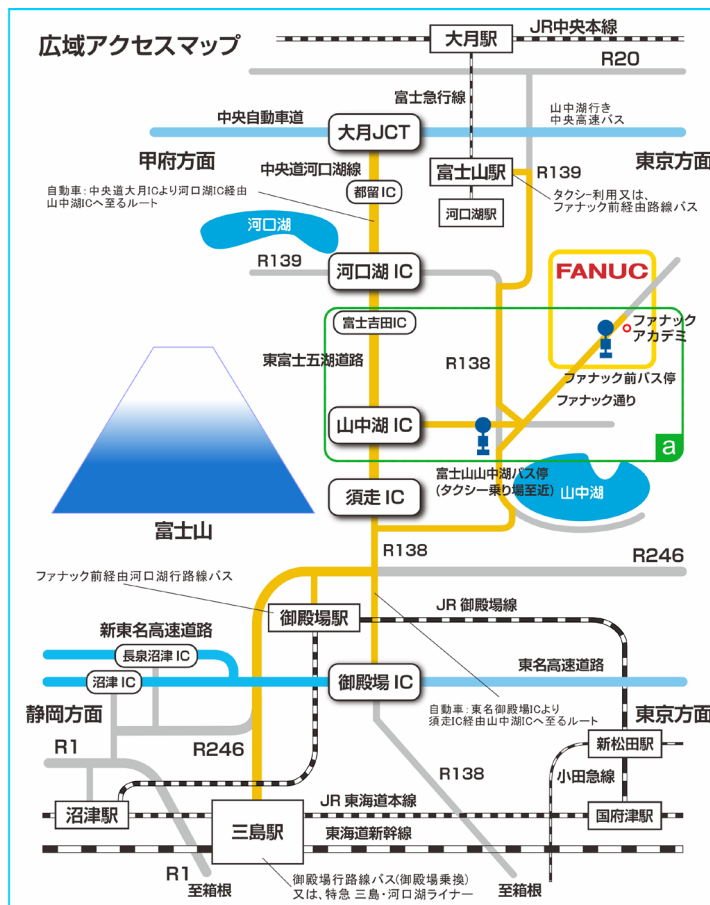 広域アクセスマップ
大月駅
JR中央本線
R20
富士急行線
中央自動車道
大月JCT
山中湖行き
中央高速バス
甲府方面
中央道河口湖線
富士山駅
R139
東京方面
自動車：中央道大月ICより河口湖IC経由
山中湖ICへ至るルート
都留IC
タクシー利用又は、
ファナック前経由路線バス
河口湖駅
河口湖
R139
河口湖 IC
FANUC
富士吉田IC
ファナック
アカデミ
東富士五湖道路
R138
ファナック前バス停
ファナック通り
山中湖 IC
a
富士山山中湖バス停
(タクシー乗り場至近)
山中湖
須走 IC
富士山
R138
R246
ファナック前経由河口湖行路線バス
JR 御殿場線
御殿場駅
新東名高速道路
長泉沼津 IC
沼津 IC
御殿場 IC
東名高速道路
静岡方面
自動車：東名御殿場ICより
須走IC経由山中湖ICへ至るルート
東京方面
R1
R246
新松田駅
R138
小田急線
沼津駅
三島駅
JR 東海道本線
国府津駅
東海道新幹線
R1
至箱根
御殿場行路線バス(御殿場乗換)
又は、特急 三島・河口湖ライナー
至箱根